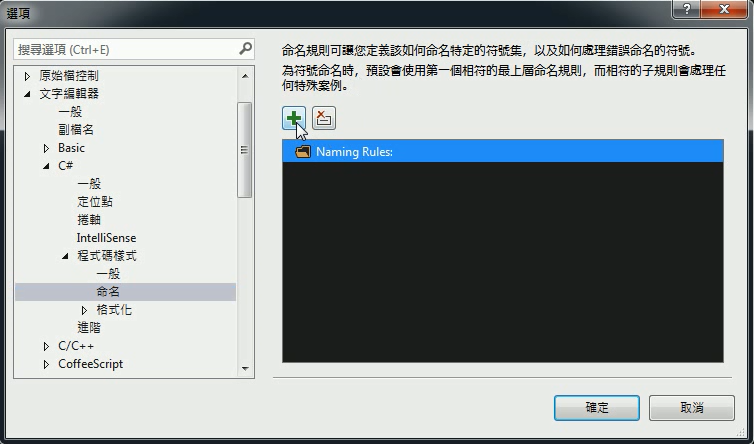 選項
?
搜尋選項 (Ctrl+E)
原始檔控制
文字編輯器
一般
副檔名
Basic
C#
一般
定位點
捲軸
IntelliSense
程式碼樣式
一般
命名
格式化
進階
C/C++
CoffeeScript
命名規則可讓您定義該如何命名特定的符號集，以及如何處理錯誤命名的符號。
為符號命名時，預設會使用第一個相符的最上層命名規則，而相符的子規則會處理任
何特殊案例。
Naming Rules:
確定
取消